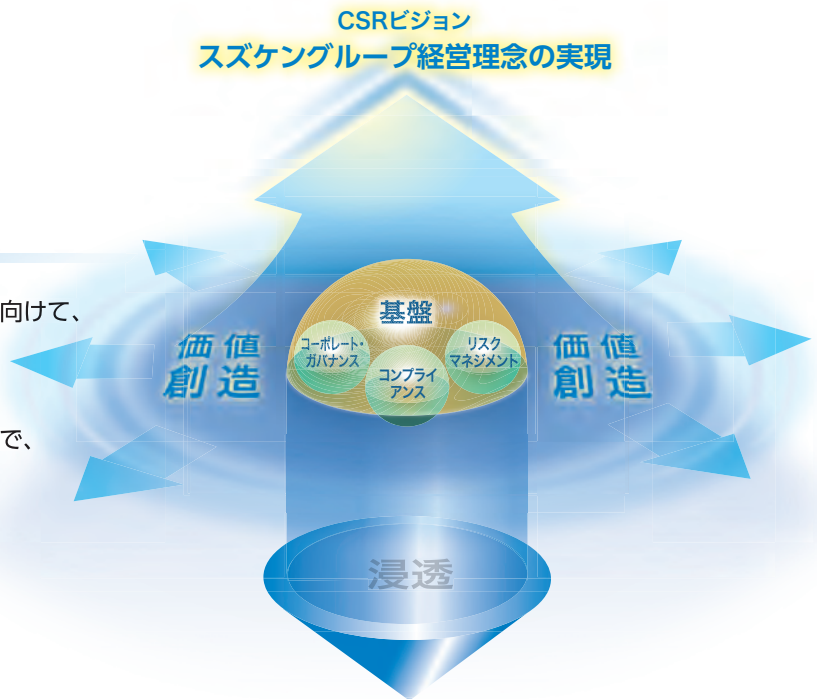 CSRビジョン
スズケングループ経営理念の実現
向けて、
で、
基盤
コーポレート・
ガバナンス
コンプライ
アンス
リスク
マネジメント
価値
創造
価値
創造
浸透